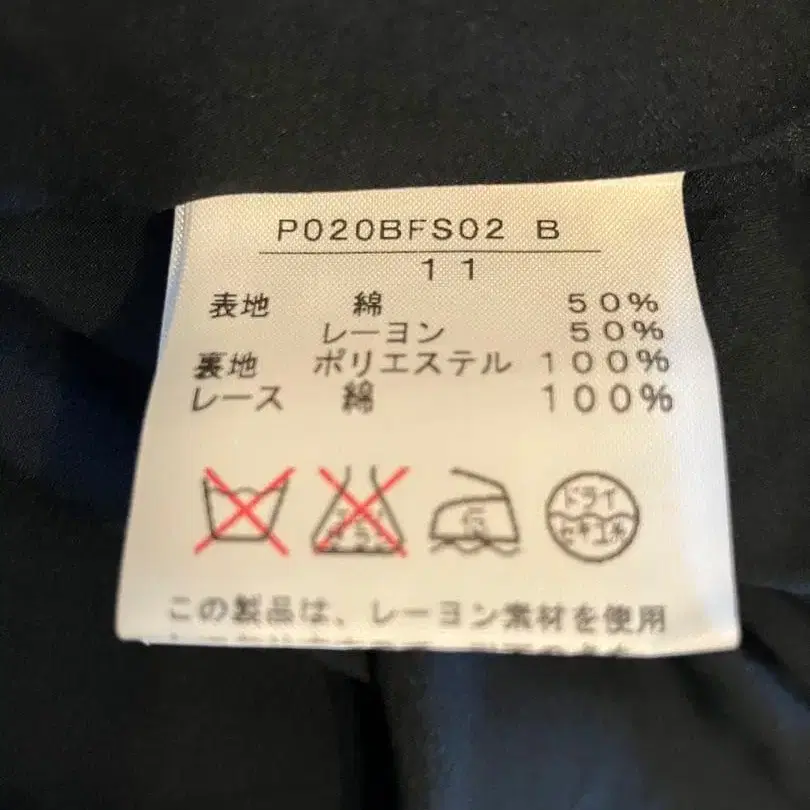 P020BFS02 B
11
表地 綿 50%
レーヨン 50%
裏地 ポリエステル 100%
レース 綿 100%
ドライ
セキユ系
この製品は、レーヨン素材を使用